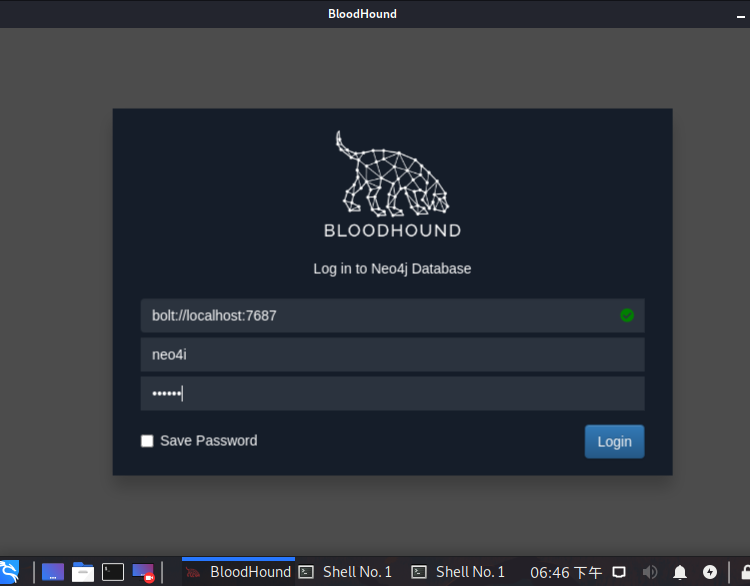 BloodHound
BLOODHOUND
Log in to Neo4j Database
bolt://localhost:7687
neo4i
••••••
Save Password
Login
BloodHound
Shell No. 1
Shell No. 1
06:46 下午